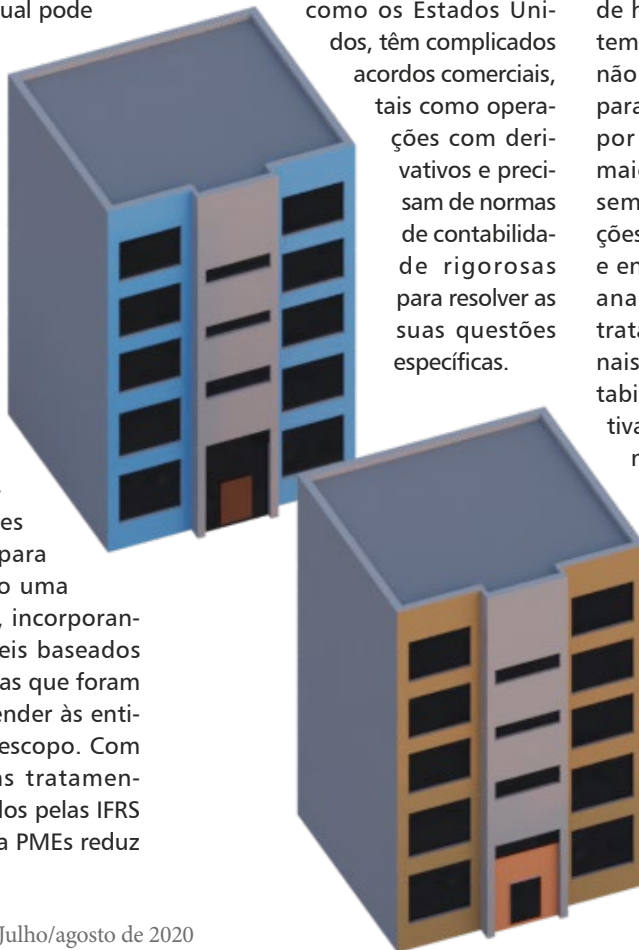 ual pode
es
para
o uma
, incorporan-
eis baseados
as que foram
ender às enti-
escopo. Com
as tratamen-
dos pelas IFRS
a PMEs reduz
como os Estados Uni-
dos, têm complicados
acordos comerciais,
tais como opera-
ções com deri-
vativos e preci-
sam de normas
de contabilida-
de rigorosas
para resolver as
suas questões
específicas.
de h
tem
não
para
por
maio
sem
ções
e en
ana
trata
nais
tabi
tiva
n
Julho/agosto de 2020